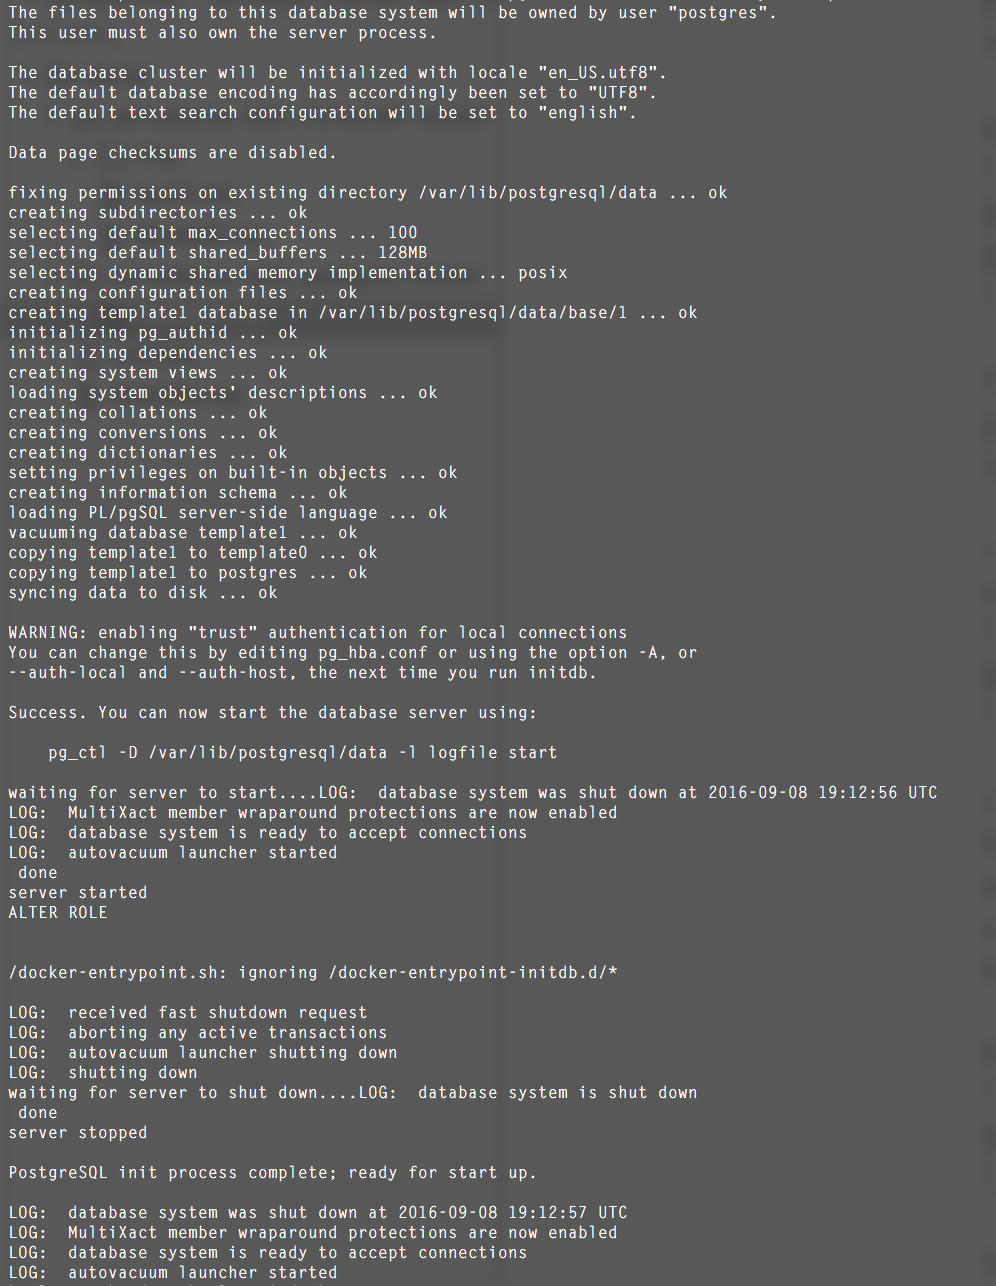 The files belonging to this database system will be owned by user "postgres".
This user must also own the server process.
The database cluster will be initialized with locale "en_US.utf8".
The default database encoding has accordingly been set to "UTF8".
The default text search configuration will be set to "english".
Data page checksums are disabled.
fixing permissions on existing directory /var/lib/postgresql/data ... ok
creating subdirectories ... ok
selecting default max_connections ... 100
selecting default shared_buffers ... 128MB
selecting dynamic shared memory implementation ... posix
creating configuration files ... ok
creating template1 database in /var/lib/postgresql/data/base/1 ... ok
initializing pg_authid ... ok
initializing dependencies ... ok
creating system views ... ok
loading system objects' descriptions ... ok
creating collations ... ok
creating conversions ... ok
creating dictionaries ... ok
setting privileges on built-in objects ... ok
creating information schema ... ok
loading PL/pgSQL server-side language ... ok
vacuuming database template1 ... ok
copying template1 to template0 ... ok
copying template1 to postgres ... ok
syncing data to disk ... ok
WARNING: enabling "trust" authentication for local connections
You can change this by editing pg_hba.conf or using the option -A, or
--auth-local and --auth-host, the next time you run initdb.
Success. You can now start the database server using:
pg_ctl -D /var/lib/postgresql/data -l logfile start
waiting for server to start....LOG:  database system was shut down at 2016-09-08 19:12:56 UTC
LOG:  MultiXact member wraparound protections are now enabled
LOG:  database system is ready to accept connections
LOG:  autovacuum launcher started
done
server started
ALTER ROLE
/docker-entrypoint.sh: ignoring /docker-entrypoint-initdb.d/*
LOG:  received fast shutdown request
LOG:  aborting any active transactions
LOG:  autovacuum launcher shutting down
LOG:  shutting down
waiting for server to shut down....LOG:  database system is shut down
done
server stopped
PostgreSQL init process complete; ready for start up.
LOG:  database system was shut down at 2016-09-08 19:12:57 UTC
LOG:  MultiXact member wraparound protections are now enabled
LOG:  database system is ready to accept connections
LOG:  autovacuum launcher started